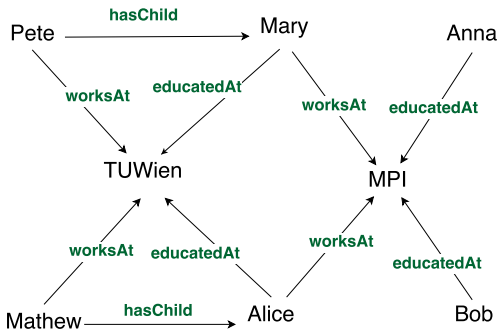 hasChild
Pete
Mary
Anna
worksAt
educatedAt
worksAt
educatedAt
TUWien
MPI
worksAt
educatedAt
worksAt
educatedAt
Mathew
hasChild
Alice
Bob